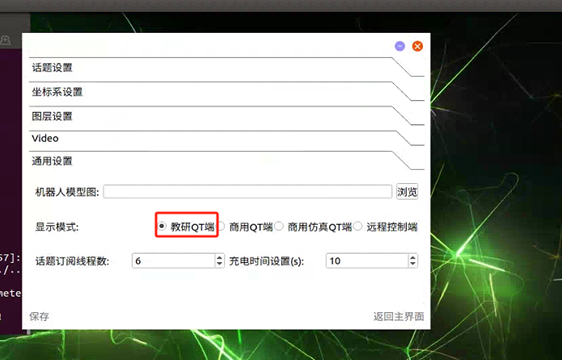 话题设置
坐标系设置
图层设置
Video
通用设置
机器人模型图: 浏览
显示模式: 教研QT端 商用QT端 商用仿真QT端 远程控制端
57]:
话题订阅线程数: 6 充电时间设置(s): 10
./..
mete
保存 返回主界面